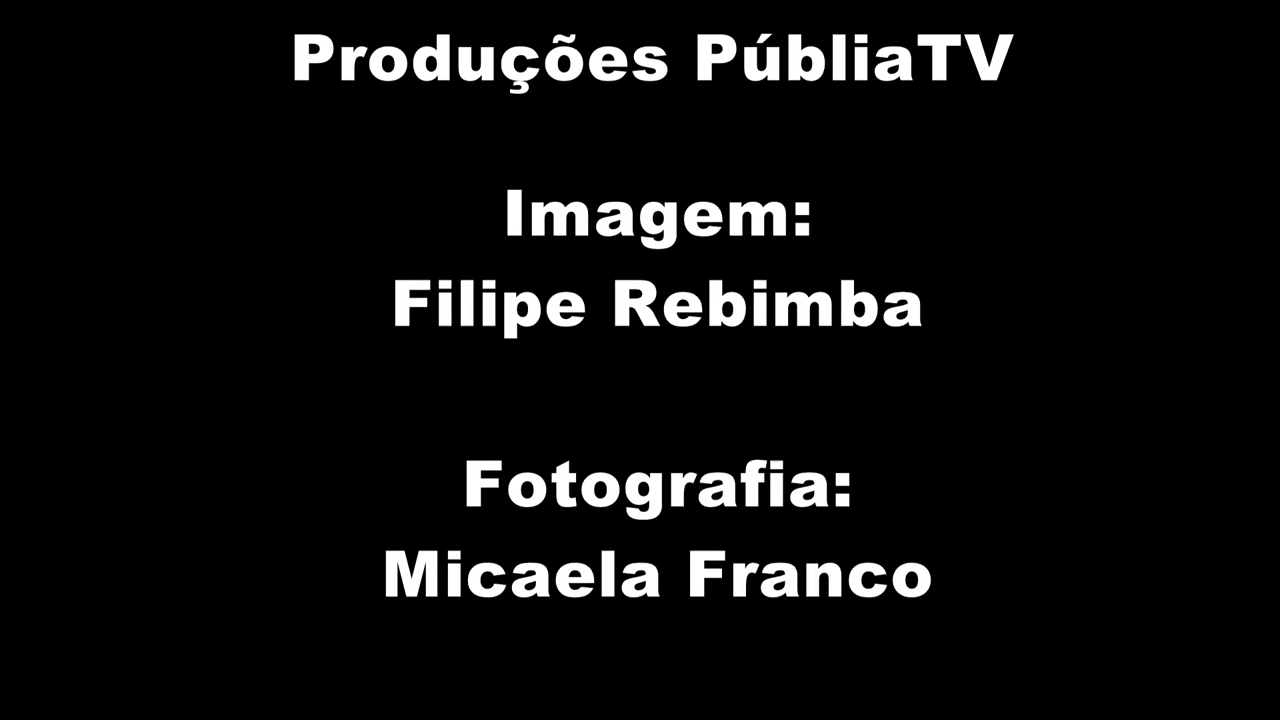 Produções PúbliaTV
Imagem:
Filipe Rebimba
Fotografia:
Micaela Franco